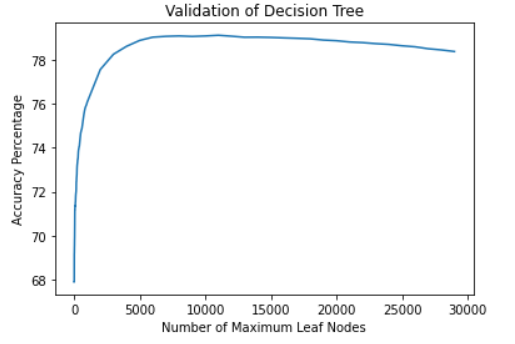 Validation of Decision Tree
Accuracy Percentage
78
76
74
72
70
68
0 5000 10000 15000 20000 25000 30000
Number of Maximum Leaf Nodes